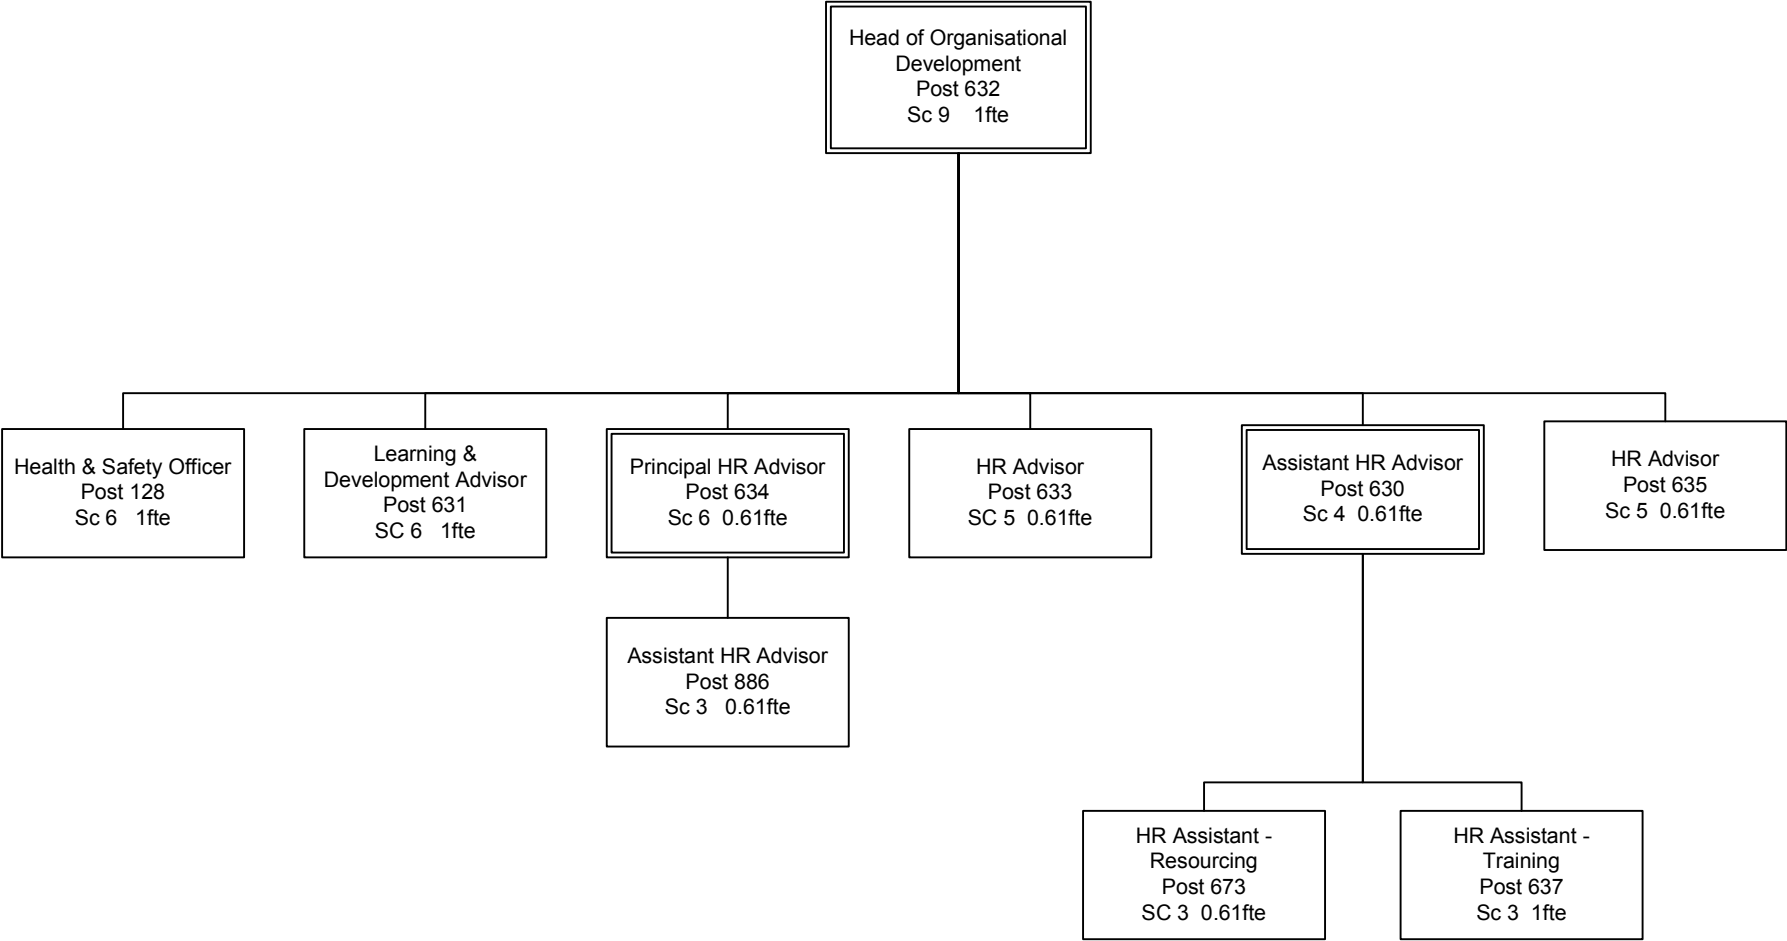 Head of Organisational
Development
Post 632
Sc 9    1fte
Health & Safety Officer
Post 128
Sc 6   1fte
Learning &
Development Advisor
Post 631
SC 6   1fte
Principal HR Advisor
Post 634
Sc 6  0.61fte
HR Advisor
Post 633
SC 5  0.61fte
Assistant HR Advisor
Post 630
Sc 4  0.61fte
HR Advisor
Post 635
Sc 5  0.61fte
Assistant HR Advisor
Post 886
Sc 3   0.61fte
HR Assistant -
Resourcing
Post 673
SC 3  0.61fte
HR Assistant -
Training
Post 637
Sc 3  1fte